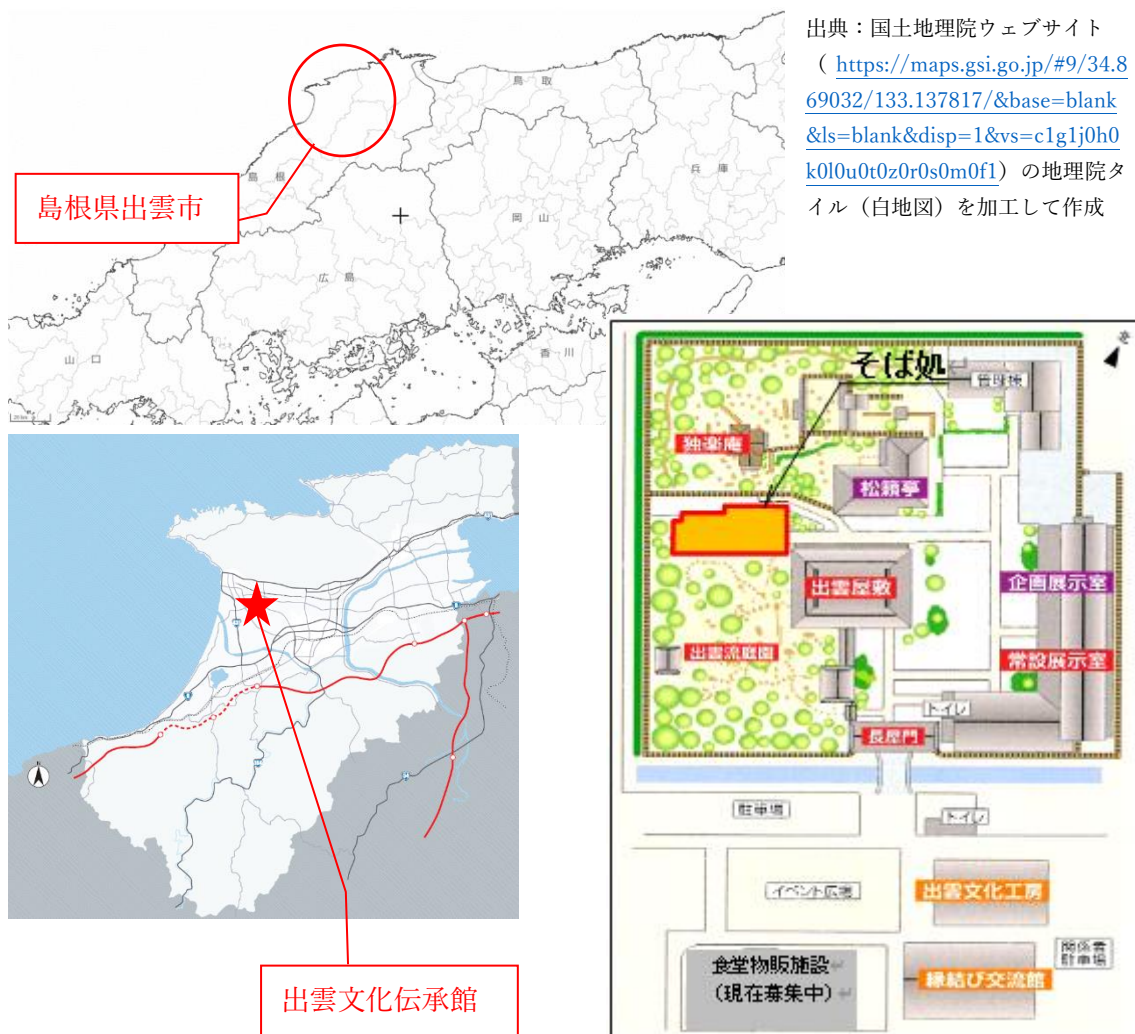 出典：国土地理院ウェブサイト
（ https://maps.gsi.go.jp/#9/34.8
69032/133.137817/&base=blank
&ls=blank&disp=1&vs=c1g1j0h0
k0l0u0t0z0r0s0m0f1）の地理院タ
イル（白地図）を加工して作成
鳥取
兵庫
島根
岡山
広島
山口
香川
島根県出雲市
そば処
管理棟
独楽庵
松籟亭
出雲屋敷
企画展示室
出雲流庭園
常設展示室
トイレ
長屋門
駐車場
トイレ
イベント広場
出雲文化工房
関係者
駐車場
食堂物販施設
（現在募集中）
縁結び交流館
出雲文化伝承館